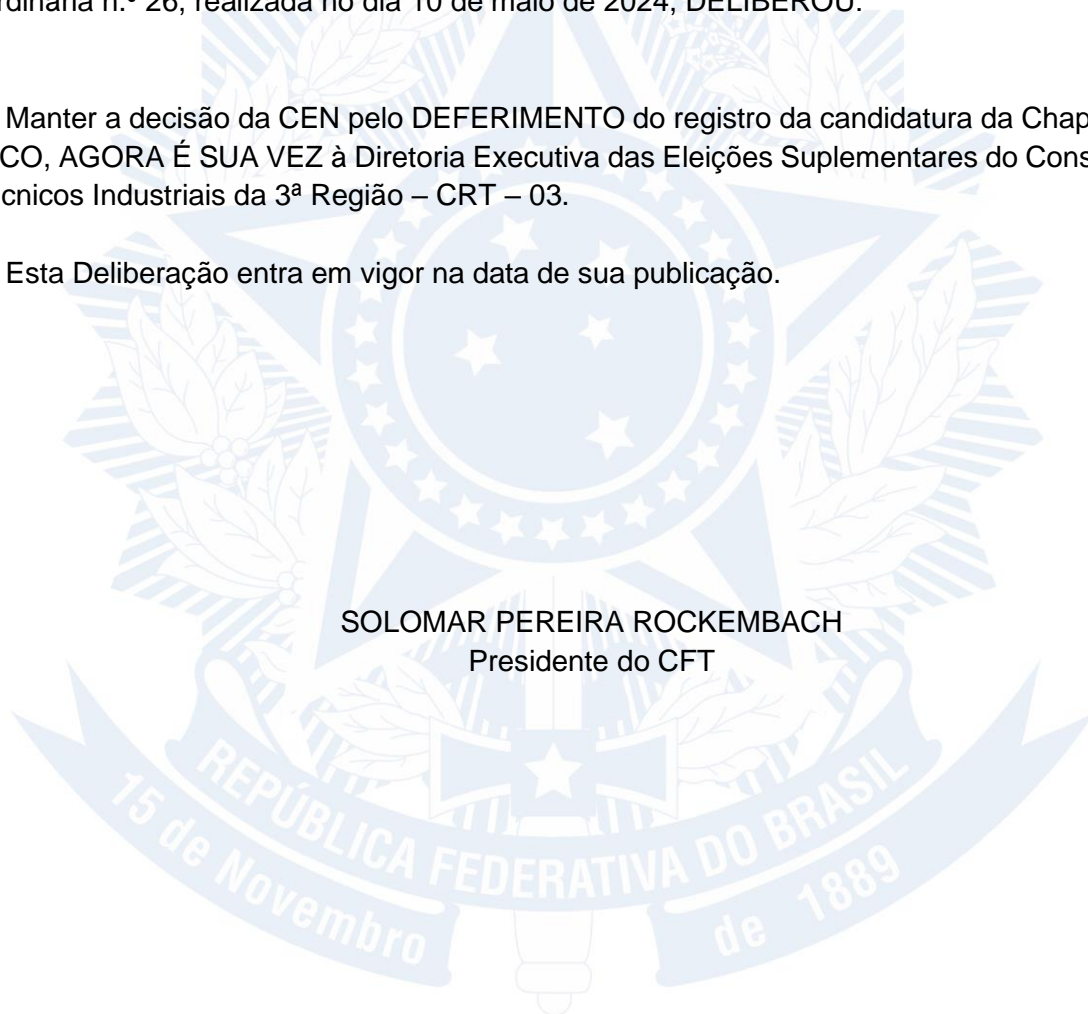 rdinária n.º 26, realizada no dia 10 de maio de 2024, DELIBEROU:
Manter a decisão da CEN pelo DEFERIMENTO do registro da candidatura da Chap
CO, AGORA É SUA VEZ à Diretoria Executiva das Eleições Suplementares do Cons
cnicos Industriais da 3ª Região – CRT – 03.
Esta Deliberação entra em vigor na data de sua publicação.
SOLOMAR PEREIRA ROCKEMBACH
Presidente do CFT
REPÚBLICA FEDERATIVA DO BRASIL
15 de Novembro de 1889